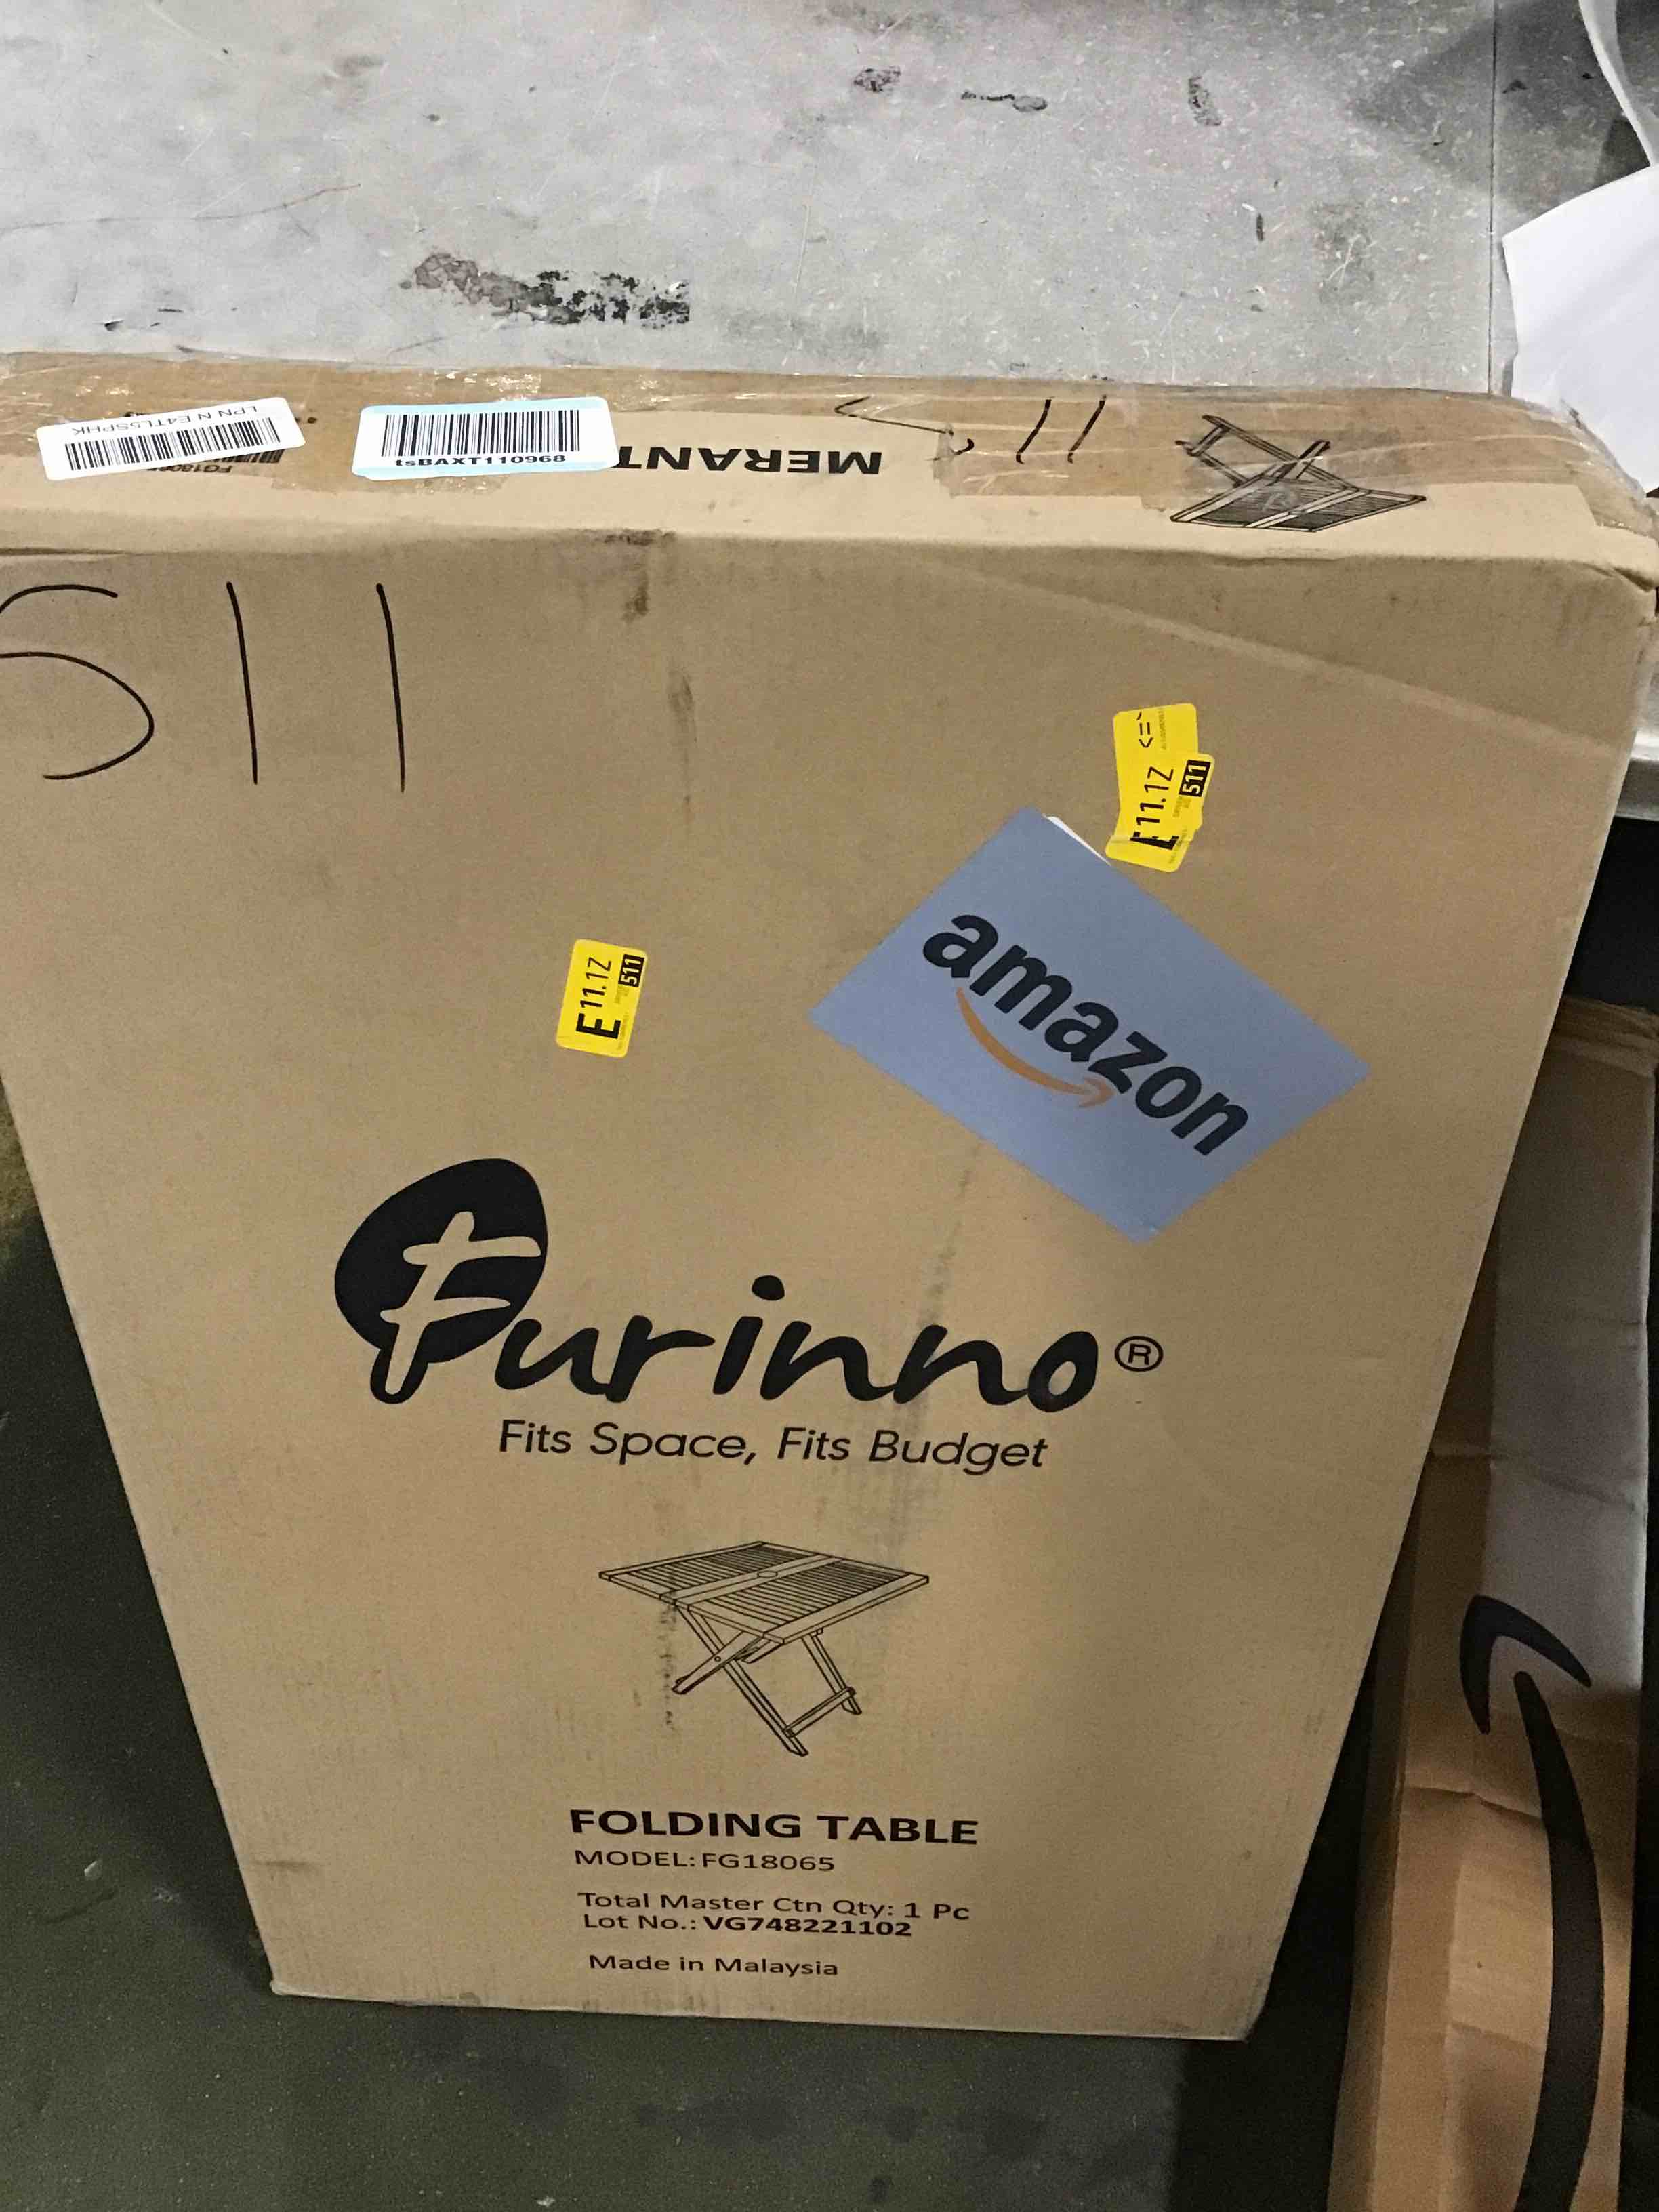 LPN N E4TL5SPHK
tsBAXT110968
MERANT
511
E11.1Z
511
E11.1Z
511
amazon
Furinno®
Fits Space, Fits Budget
FOLDING TABLE
MODEL: FG18065
Total Master Ctn Qty: 1 Pc
Lot No.: VG748221102
Made in Malaysia